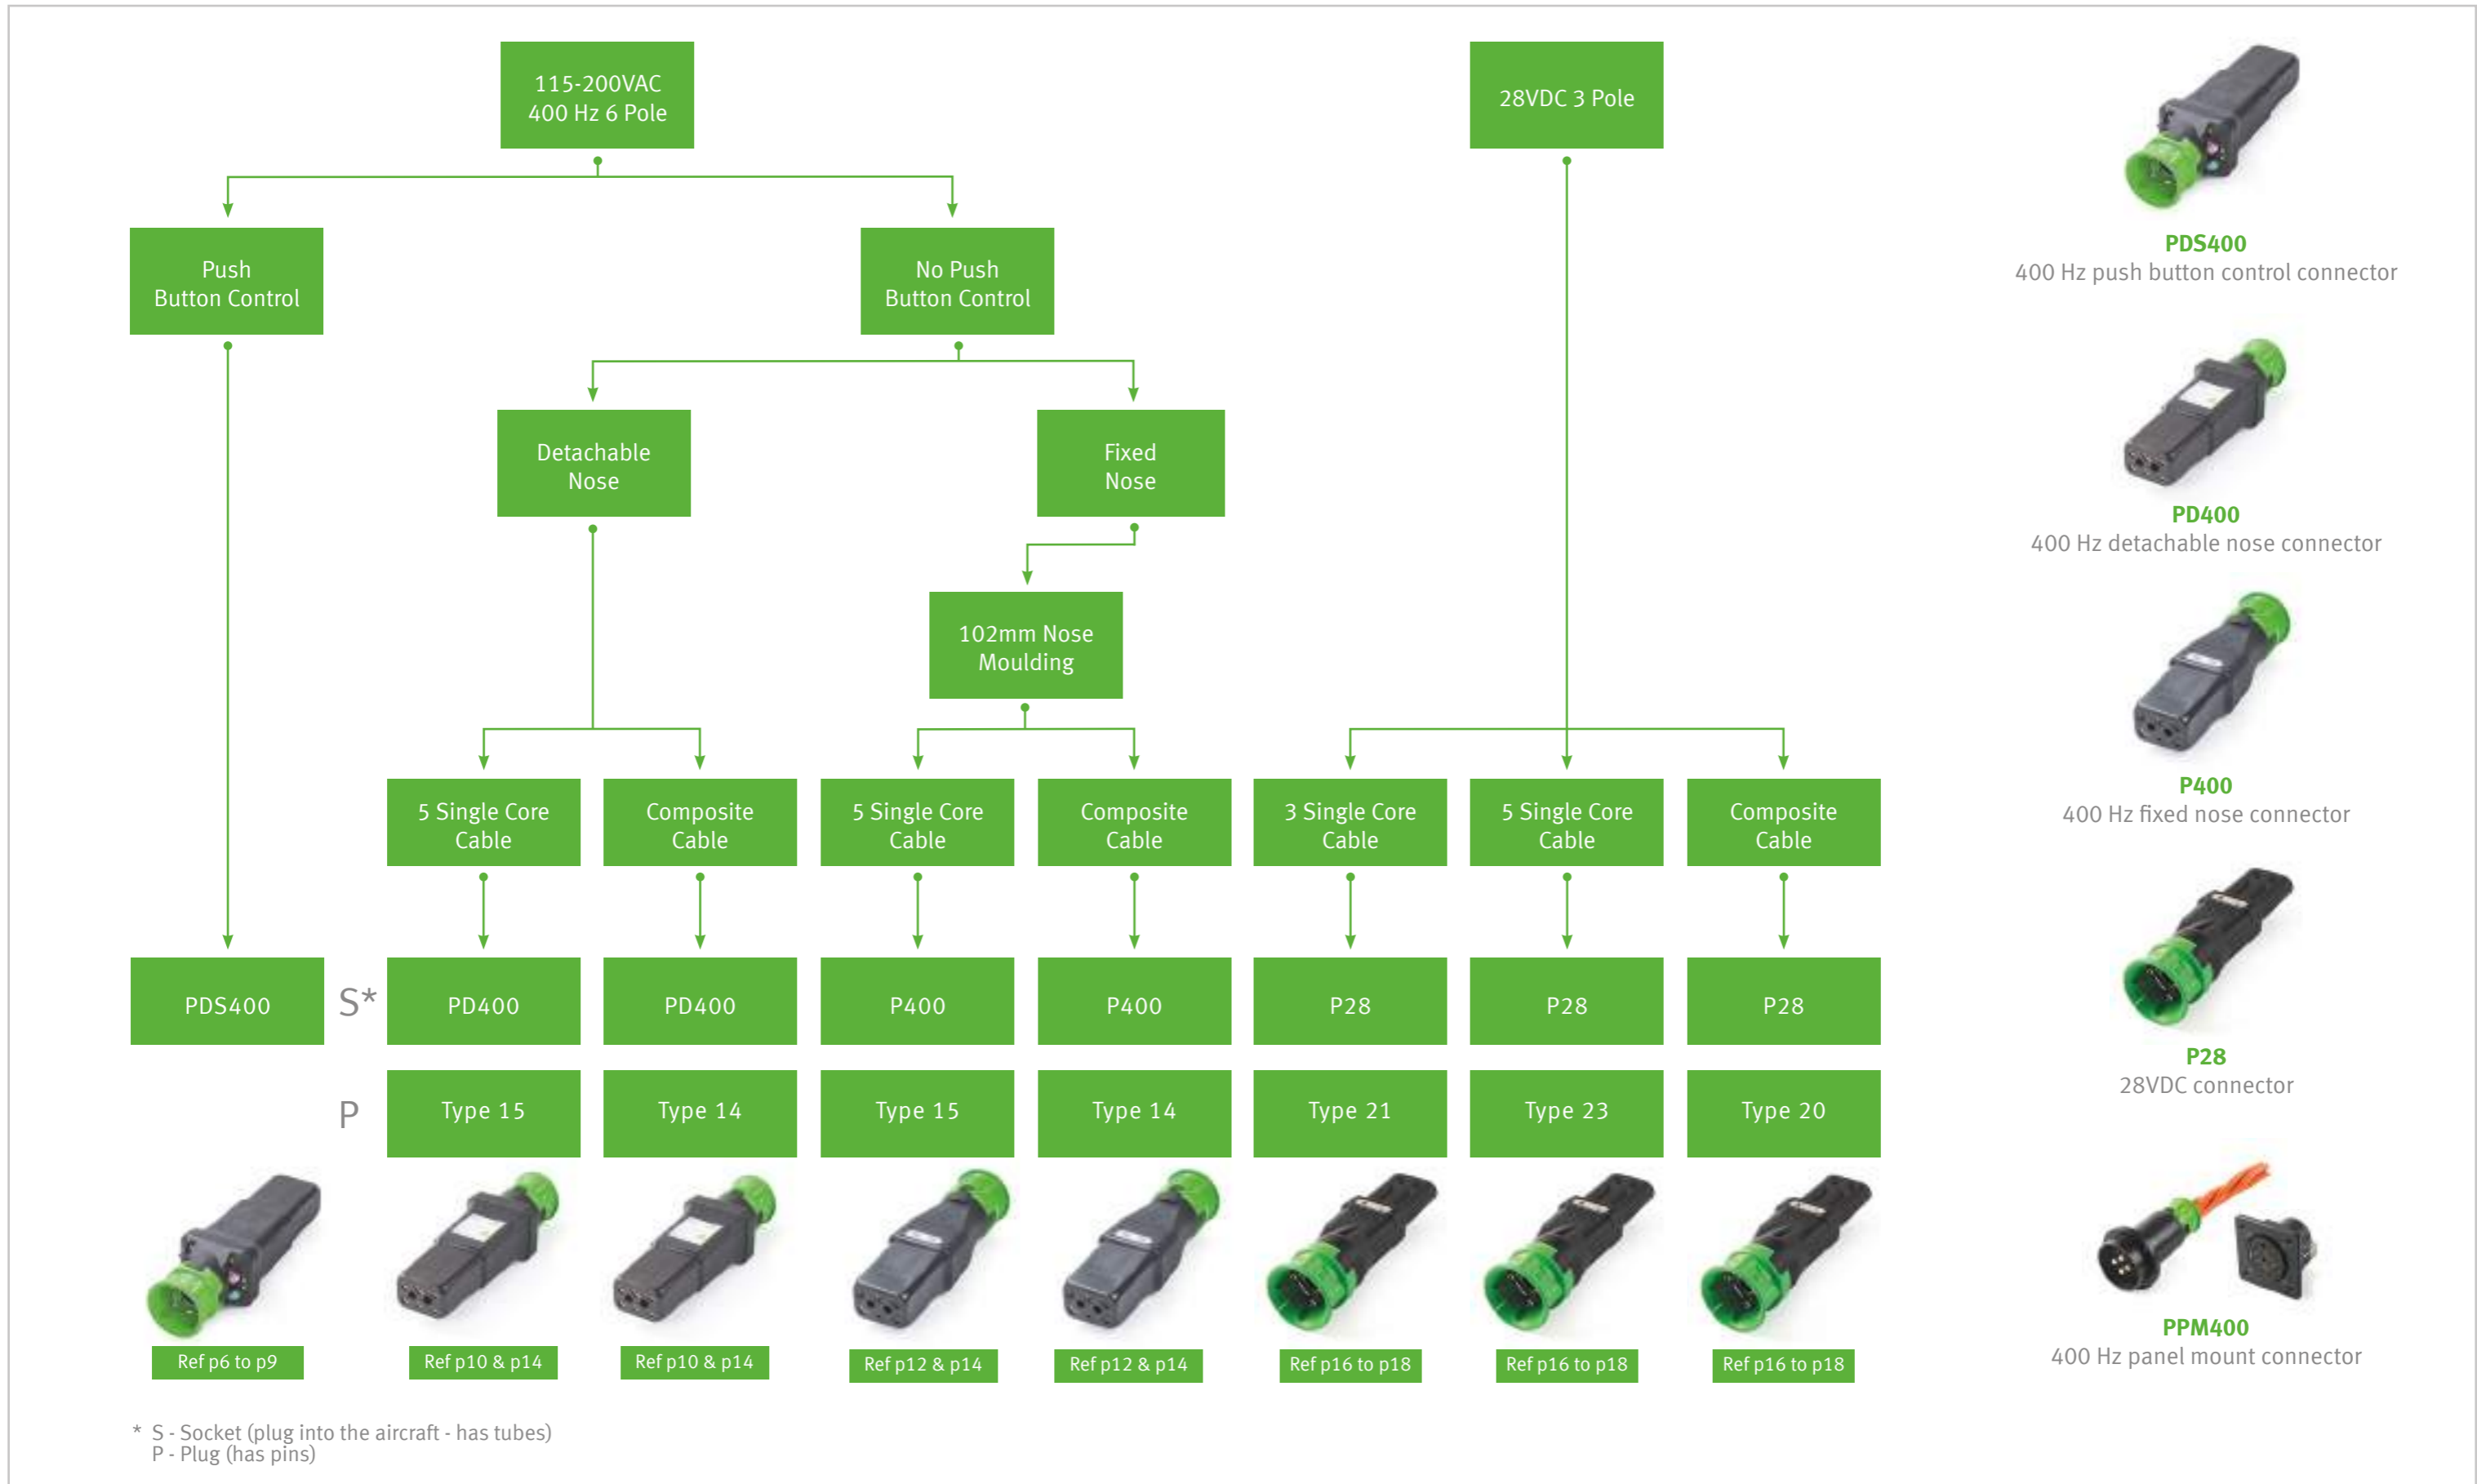 115-200VAC
400 Hz 6 Pole
28VDC 3 Pole
Push
Button Control
No Push
Button Control
Detachable
Nose
Fixed
Nose
102mm Nose
Moulding
5 Single Core
Cable
Composite
Cable
5 Single Core
Cable
Composite
Cable
3 Single Core
Cable
5 Single Core
Cable
Composite
Cable
PDS400
S*
PD400
PD400
P400
P400
P28
P28
P28
P
Type 15
Type 14
Type 15
Type 14
Type 21
Type 23
Type 20
Ref p6 to p9
Ref p10 & p14
Ref p10 & p14
Ref p12 & p14
Ref p12 & p14
Ref p16 to p18
Ref p16 to p18
Ref p16 to p18
* S - Socket (plug into the aircraft - has tubes)
P - Plug (has pins)
PDS400
400 Hz push button control connector
PD400
400 Hz detachable nose connector
P400
400 Hz fixed nose connector
P28
28VDC connector
PPM400
400 Hz panel mount connector